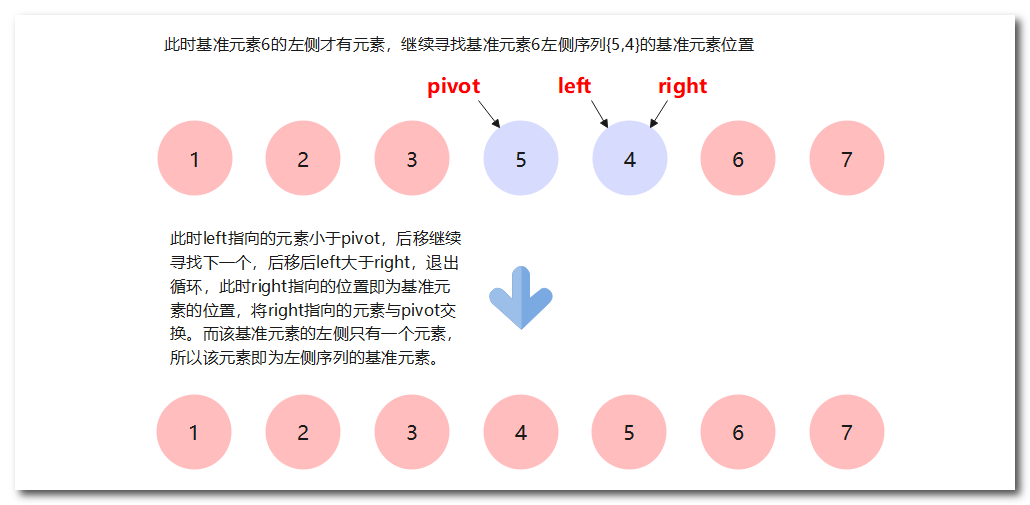 此时基准元素6的左侧才有元素，继续寻找基准元素6左侧序列{5,4}的基准元素位置
pivot left right
1 2 3 5 4 6 7
此时left指向的元素小于pivot，后移继续
寻找下一个，后移后left大于right，退出
循环，此时right指向的位置即为基准元
素的位置，将right指向的元素与pivot交
换。而该基准元素的左侧只有一个元素，
所以该元素即为左侧序列的基准元素。
1 2 3 4 5 6 7